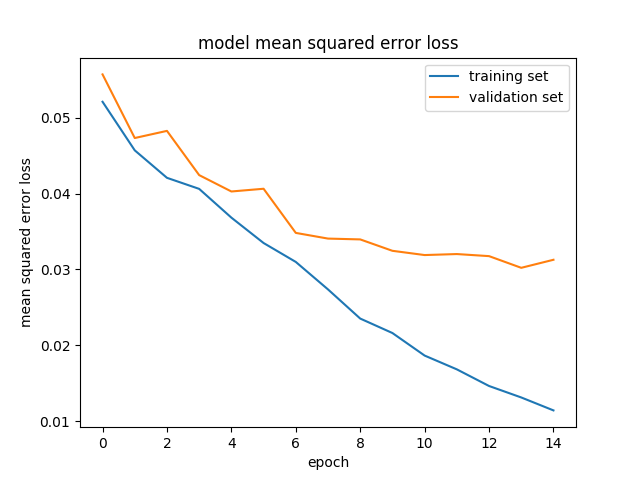 model mean squared error loss
training set
validation set
mean squared error loss
0.05
0.04
0.03
0.02
0.01
0 2 4 6 8 10 12 14
epoch